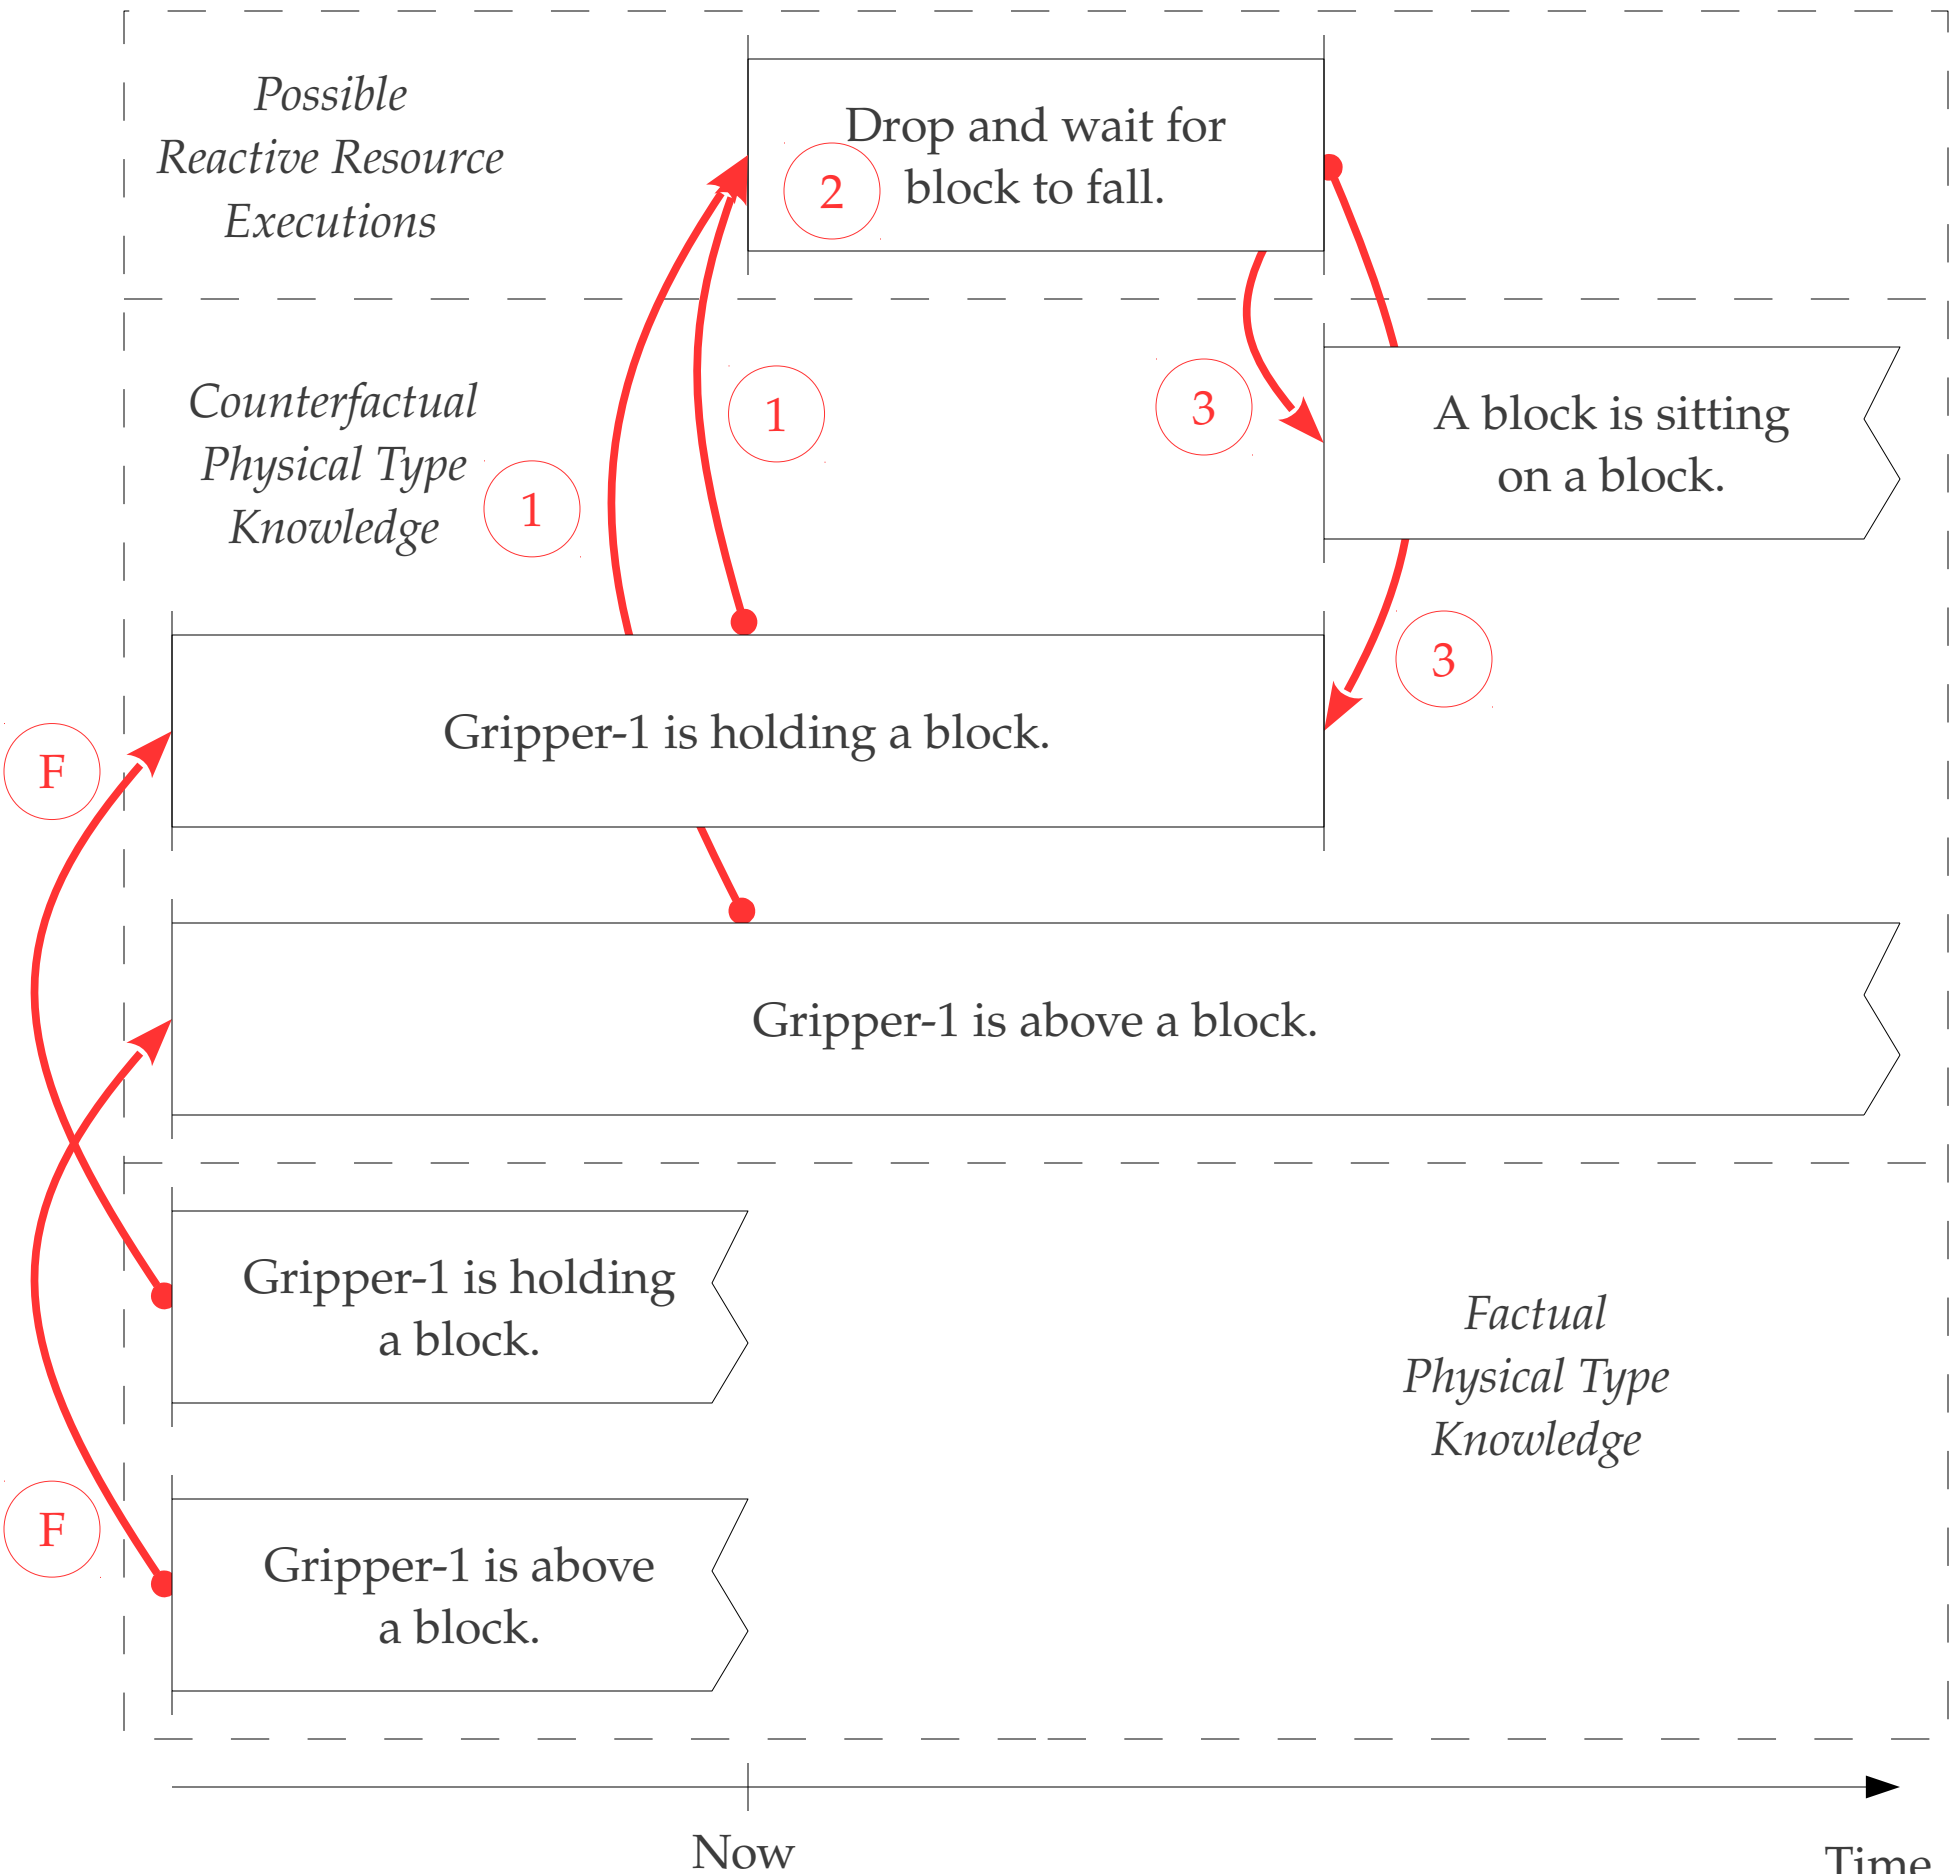 Possible
Reactive Resource
Executions
Drop and wait for
block to fall.
2
Counterfactual
Physical Type
Knowledge
1
1
3
A block is sitting
on a block.
3
F
Gripper-1 is holding a block.
Gripper-1 is above a block.
Gripper-1 is holding
a block.
Factual
Physical Type
Knowledge
F
Gripper-1 is above
a block.
Now
Time